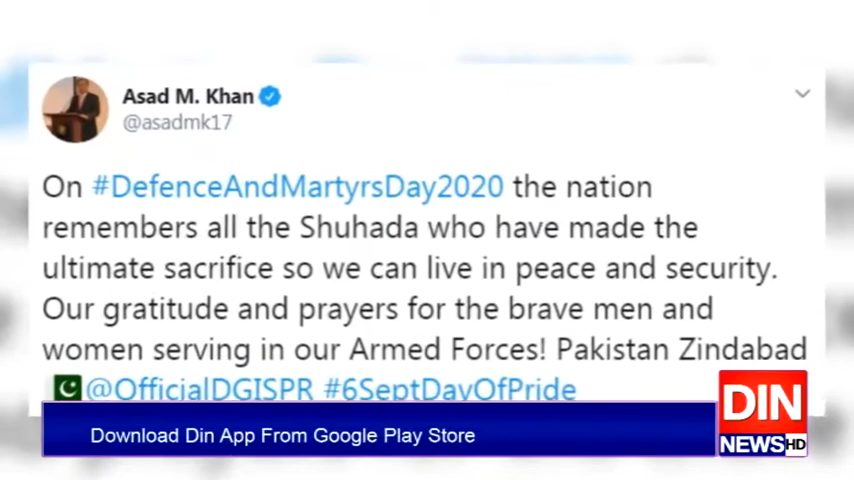 Asad M. Khan
@asadmk17
On #DefenceAndMartyrsDay2020 the nation
remembers all the Shuhada who have made the
ultimate sacrifice so we can live in peace and security.
Our gratitude and prayers for the brave men and
women serving in our Armed Forces! Pakistan Zindabad
@OfficialDGISPR #6SeptDayOfPride
Download Din App From Google Play Store
DIN
NEWS HD